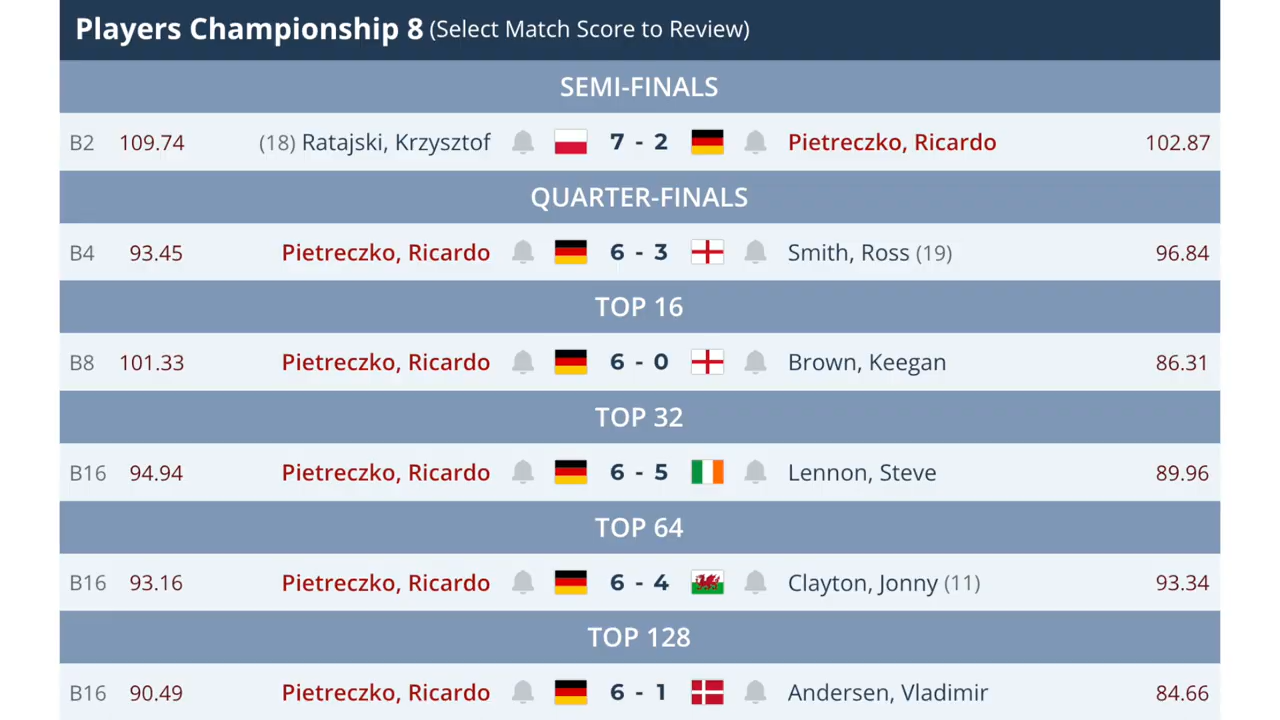 Players Championship 8 (Select Match Score to Review)
SEMI-FINALS
B2 109.74 (18) Ratajski, Krzysztof 7 - 2 Pietreczko, Ricardo 102.87
QUARTER-FINALS
B4 93.45 Pietreczko, Ricardo 6 - 3 Smith, Ross (19) 96.84
TOP 16
B8 101.33 Pietreczko, Ricardo 6 - 0 Brown, Keegan 86.31
TOP 32
B16 94.94 Pietreczko, Ricardo 6 - 5 Lennon, Steve 89.96
TOP 64
B16 93.16 Pietreczko, Ricardo 6 - 4 Clayton, Jonny (11) 93.34
TOP 128
B16 90.49 Pietreczko, Ricardo 6 - 1 Andersen, Vladimir 84.66